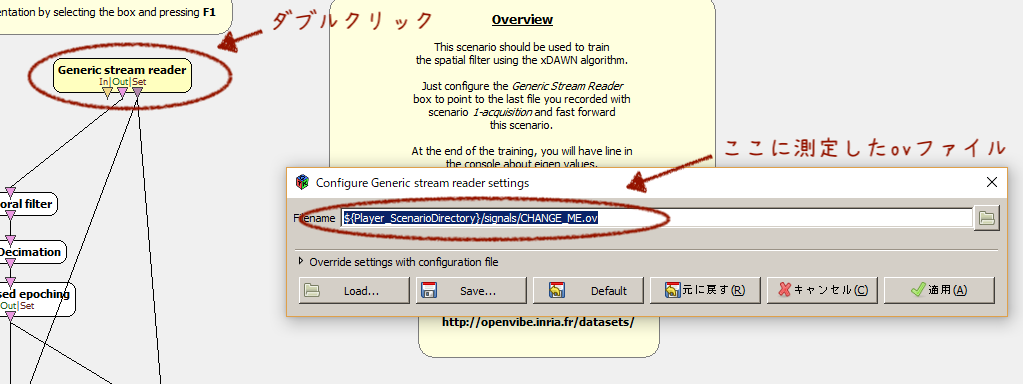 entation by selecting the box and pressing F1
ダブルクリック
Generic stream reader
In|Out|Set
oral filter
Decimation
sed epoching
Out|Set
Overview
This scenario should be used to train
the spatial filter using the xDAWN algorithm.
Just configure the Generic Stream Reader
box to point to the last file you recorded with
scenario 1-acquisition and fast forward
this scenario.
At the end of the training, you will have line in
the console about eigen values.
ここに測定したovファイル
Configure Generic stream reader settings
Filename ${Player_ScenarioDirectory}/signals/CHANGE_ME.ov
Override settings with configuration file
Load... Save... Default 元に戻す(R) キャンセル(C) 適用(A)
http://openvibe.inria.fr/datasets/